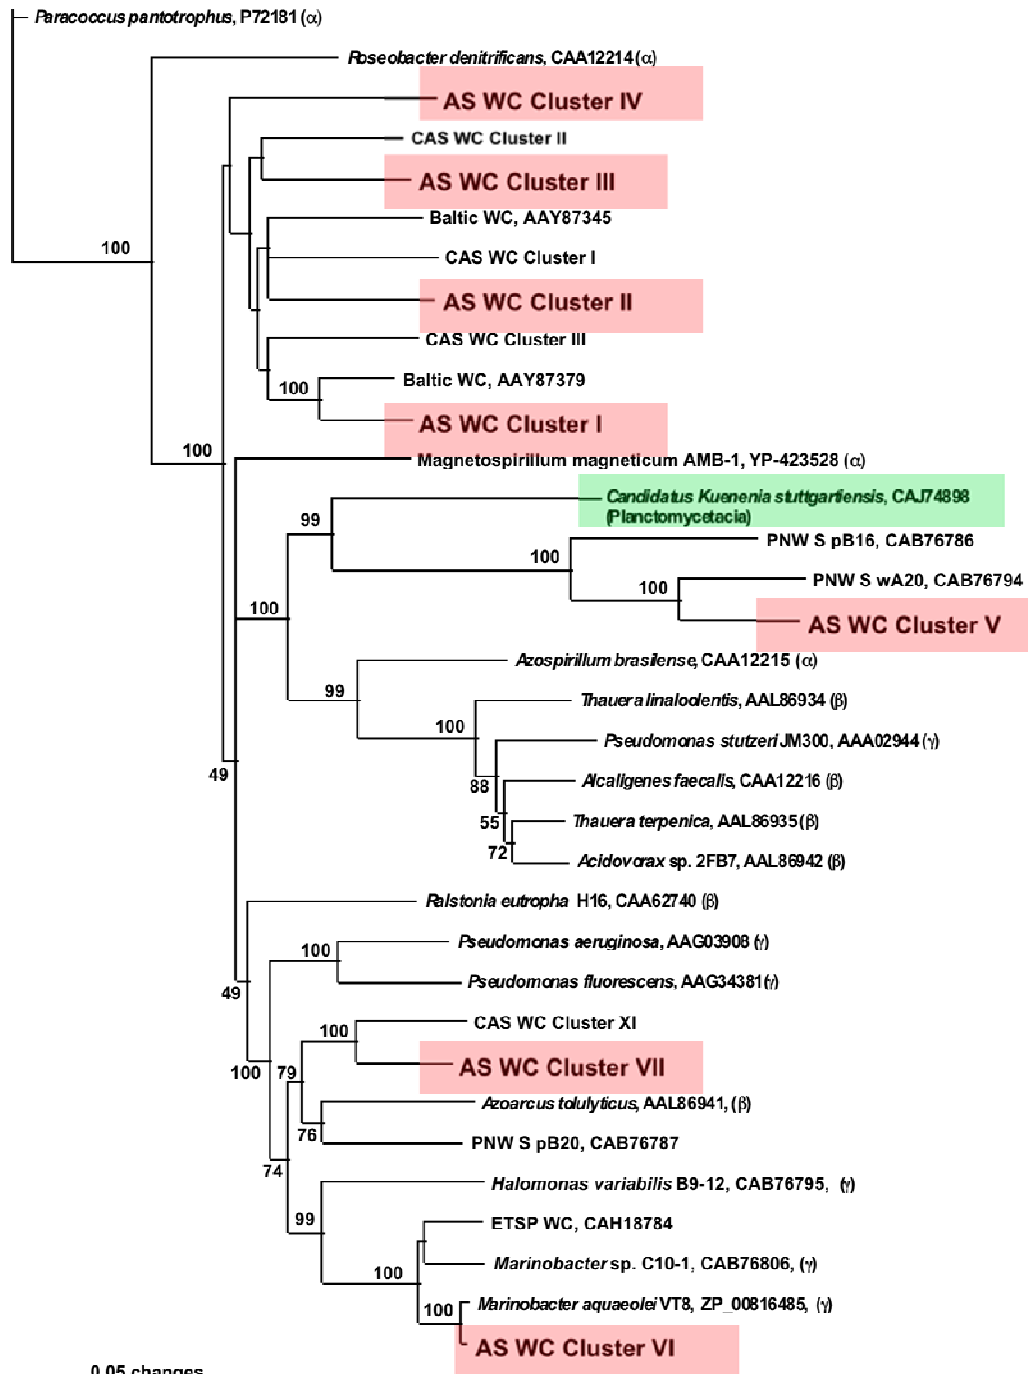 Paracoccus pantotrophus, P72181 (α)
Roseobacter denitrificans, CAA12214 (α)
AS WC Cluster IV
CAS WC Cluster II
AS WC Cluster III
Baltic WC, AAY87345
100
CAS WC Cluster I
AS WC Cluster II
CAS WC Cluster III
Baltic WC, AAY87379
100
AS WC Cluster I
100
Magnetospirillum magneticum AMB-1, YP-423528 (α)
Candidatus Kuenenia stuttgartiensis, CAJ74898
(Planctomycetacia)
99
PNW S pB16, CAB76786
100
PNW S wA20, CAB76794
100
100
AS WC Cluster V
Azospirillum brasilense, CAA12215 (α)
99
Thauera linaloolentis, AAL86934 (β)
100
Pseudomonas stutzeri JM300, AAA02944 (γ)
49
88
Alcaligenes faecalis, CAA12216 (β)
55
Thauera terpenica, AAL86935 (β)
72
Acidovorax sp. 2FB7, AAL86942 (β)
Ralstonia eutropha H16, CAA62740 (β)
Pseudomonas aeruginosa, AAG03908 (γ)
100
Pseudomonas fluorescens, AAG34381 (γ)
49
CAS WC Cluster XI
100
AS WC Cluster VII
100
79
Azoarcus tolulyticus, AAL86941, (β)
76
PNW S pB20, CAB76787
74
Halomonas variabilis B9-12, CAB76795, (γ)
99
ETSP WC, CAH18784
Marinobacter sp. C10-1, CAB76806, (γ)
100
Marinobacter aquaeolei VT8, ZP_00816485, (γ)
100
AS WC Cluster VI
0.05 changes